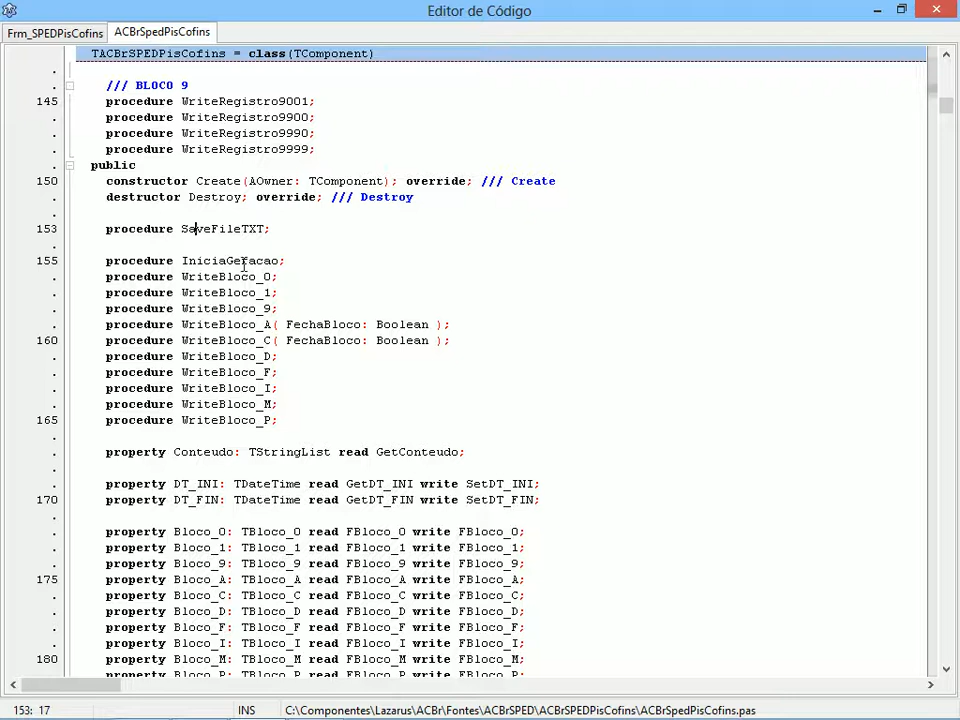 Editor de Código
Frm_SPEDPisCofins
ACBrSpedPisCofins
TACBrSPEDPisCofins = class(TComponent)
.
. /// BLOCO 9
145 procedure WriteRegistro9001;
. procedure WriteRegistro9900;
. procedure WriteRegistro9990;
. procedure WriteRegistro9999;
. public
150 constructor Create(AOwner: TComponent); override; /// Create
. destructor Destroy; override; /// Destroy
.
153 procedure SaveFileTXT;
.
155 procedure IniciaGeracao;
. procedure WriteBloco_0;
. procedure WriteBloco_1;
. procedure WriteBloco_9;
. procedure WriteBloco_A( FechaBloco: Boolean );
160 procedure WriteBloco_C( FechaBloco: Boolean );
. procedure WriteBloco_D;
. procedure WriteBloco_F;
. procedure WriteBloco_I;
. procedure WriteBloco_M;
165 procedure WriteBloco_P;
.
. property Conteudo: TStringList read GetConteudo;
.
. property DT_INI: TDateTime read GetDT_INI write SetDT_INI;
170 property DT_FIN: TDateTime read GetDT_FIN write SetDT_FIN;
.
. property Bloco_0: TBloco_0 read FBloco_0 write FBloco_0;
. property Bloco_1: TBloco_1 read FBloco_1 write FBloco_1;
. property Bloco_9: TBloco_9 read FBloco_9 write FBloco_9;
175 property Bloco_A: TBloco_A read FBloco_A write FBloco_A;
. property Bloco_C: TBloco_C read FBloco_C write FBloco_C;
. property Bloco_D: TBloco_D read FBloco_D write FBloco_D;
. property Bloco_F: TBloco_F read FBloco_F write FBloco_F;
. property Bloco_I: TBloco_I read FBloco_I write FBloco_I;
180 property Bloco_M: TBloco_M read FBloco_M write FBloco_M;
. property Bloco_P: TBloco_P read FBloco_P write FBloco_P;
153: 17 INS C:\Componentes\Lazarus\ACBr\Fontes\ACBrSPED\ACBrSPEDPisCofins\ACBrSpedPisCofins.pas